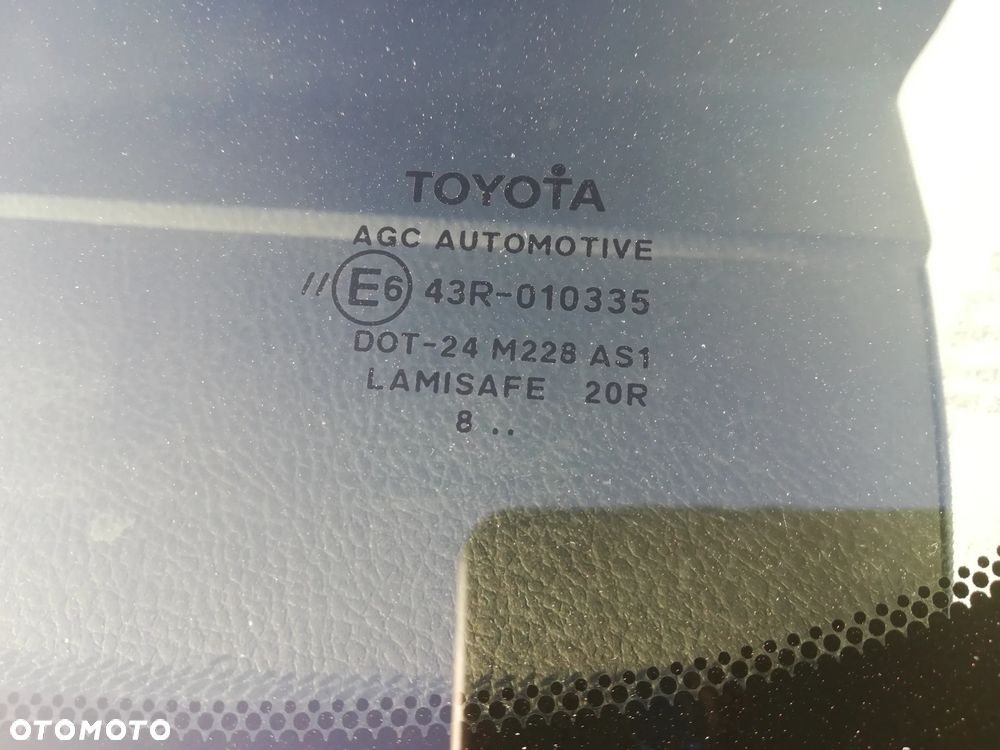 TOYOTA
AGC AUTOMOTIVE
// E6 43R-010335
DOT-24 M228 AS1
LAMISAFE 20R
8 ..
OTOMOTO